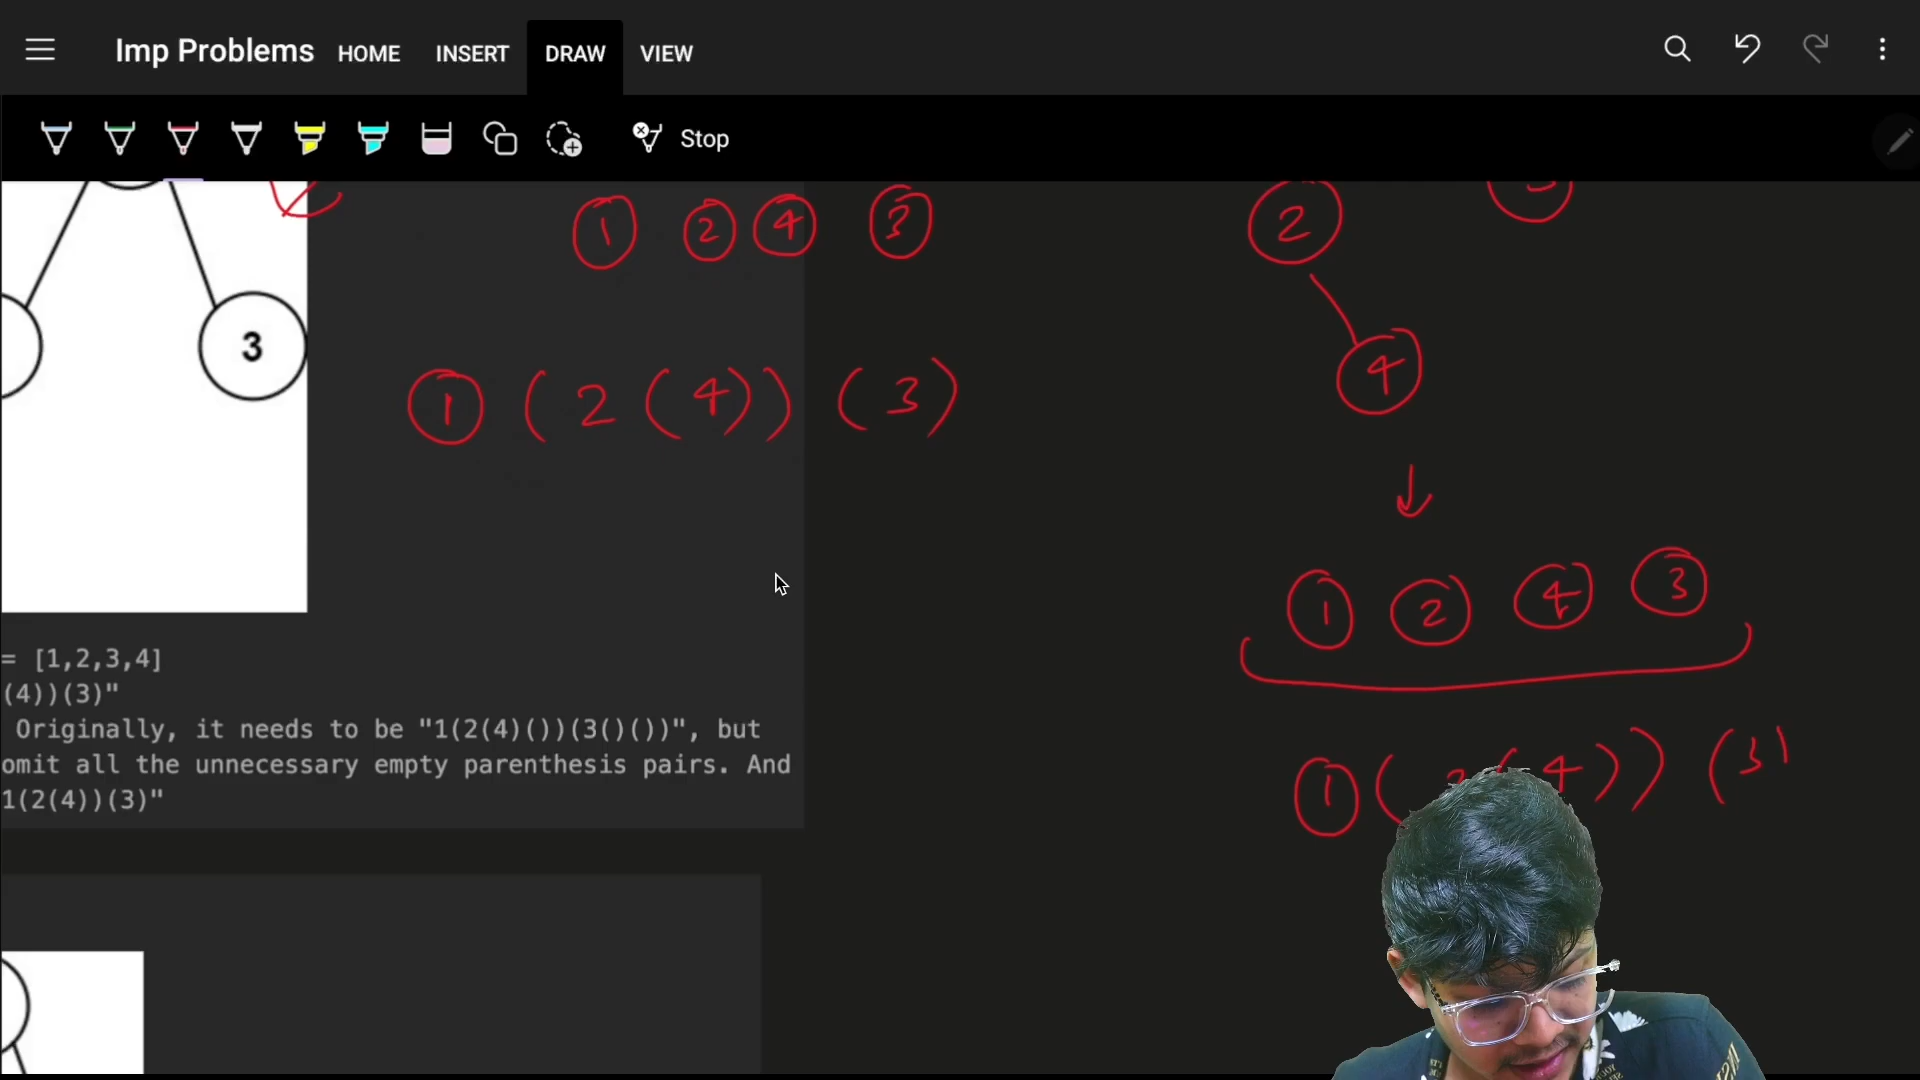 Imp Problems HOME INSERT DRAW VIEW
Stop
1 2 4 3
2
3
4
1 (2(4))(3)
1 2 4 3
= [1,2,3,4]
(4))(3)"
Originally, it needs to be "1(2(4)())(3()())", but
omit all the unnecessary empty parenthesis pairs. And
1(2(4))(3)"
1( 2(4))(3)